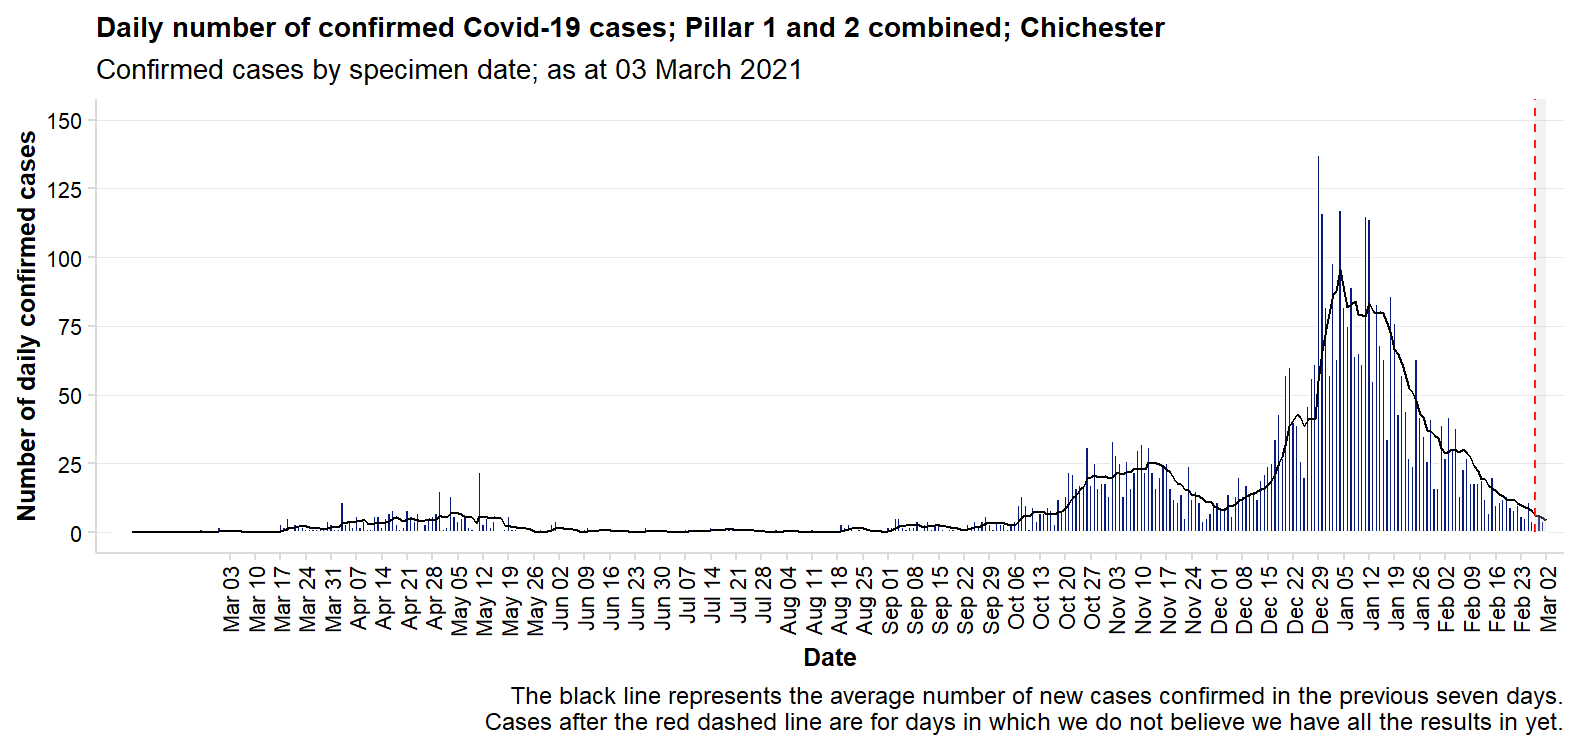 Daily number of confirmed Covid-19 cases; Pillar 1 and 2 combined; Chichester
Confirmed cases by specimen date; as at 03 March 2021
Number of daily confirmed cases
150
125
100
75
50
25
0
Mar 03
Mar 10
Mar 17
Mar 24
Mar 31
Apr 07
Apr 14
Apr 21
Apr 28
May 05
May 12
May 19
May 26
Jun 02
Jun 09
Jun 16
Jun 23
Jun 30
Jul 07
Jul 14
Jul 21
Jul 28
Aug 04
Aug 11
Aug 18
Aug 25
Sep 01
Sep 08
Sep 15
Sep 22
Sep 29
Oct 06
Oct 13
Oct 20
Oct 27
Nov 03
Nov 10
Nov 17
Nov 24
Dec 01
Dec 08
Dec 15
Dec 22
Dec 29
Jan 05
Jan 12
Jan 19
Jan 26
Feb 02
Feb 09
Feb 16
Feb 23
Mar 02
Date
The black line represents the average number of new cases confirmed in the previous seven days.
Cases after the red dashed line are for days in which we do not believe we have all the results in yet.